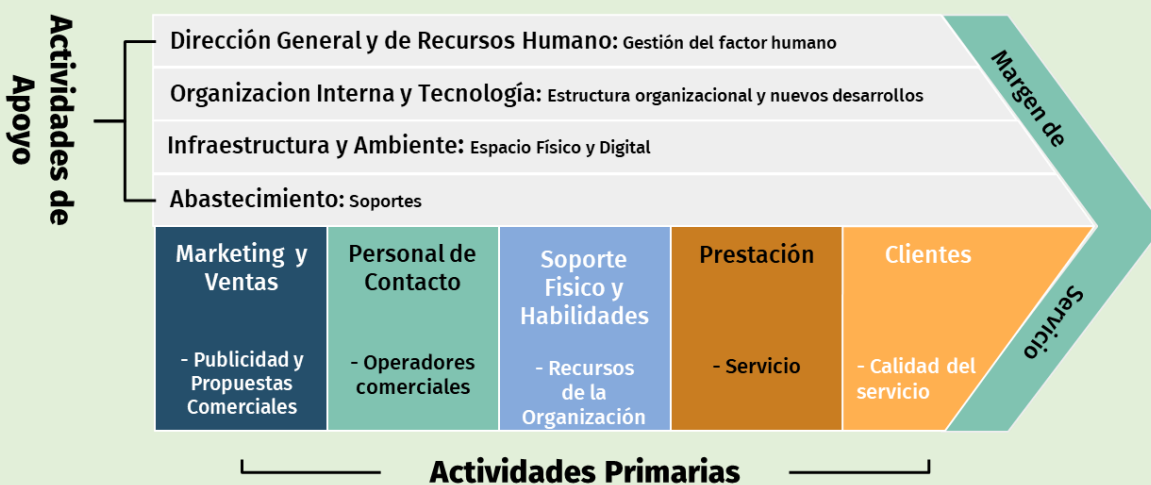 Actividades de
Apoyo
Dirección General y de Recursos Humano: Gestión del factor humano
Organizacion Interna y Tecnología: Estructura organizacional y nuevos desarrollos
Infraestructura y Ambiente: Espacio Físico y Digital
Abastecimiento: Soportes
Margen de
Servicio
Marketing y
Ventas
- Publicidad y
Propuestas
Comerciales
Personal de
Contacto
- Operadores
comerciales
Soporte
Fisico y
Habilidades
- Recursos
de la
Organización
Prestación
- Servicio
Clientes
- Calidad del
servicio
Actividades Primarias